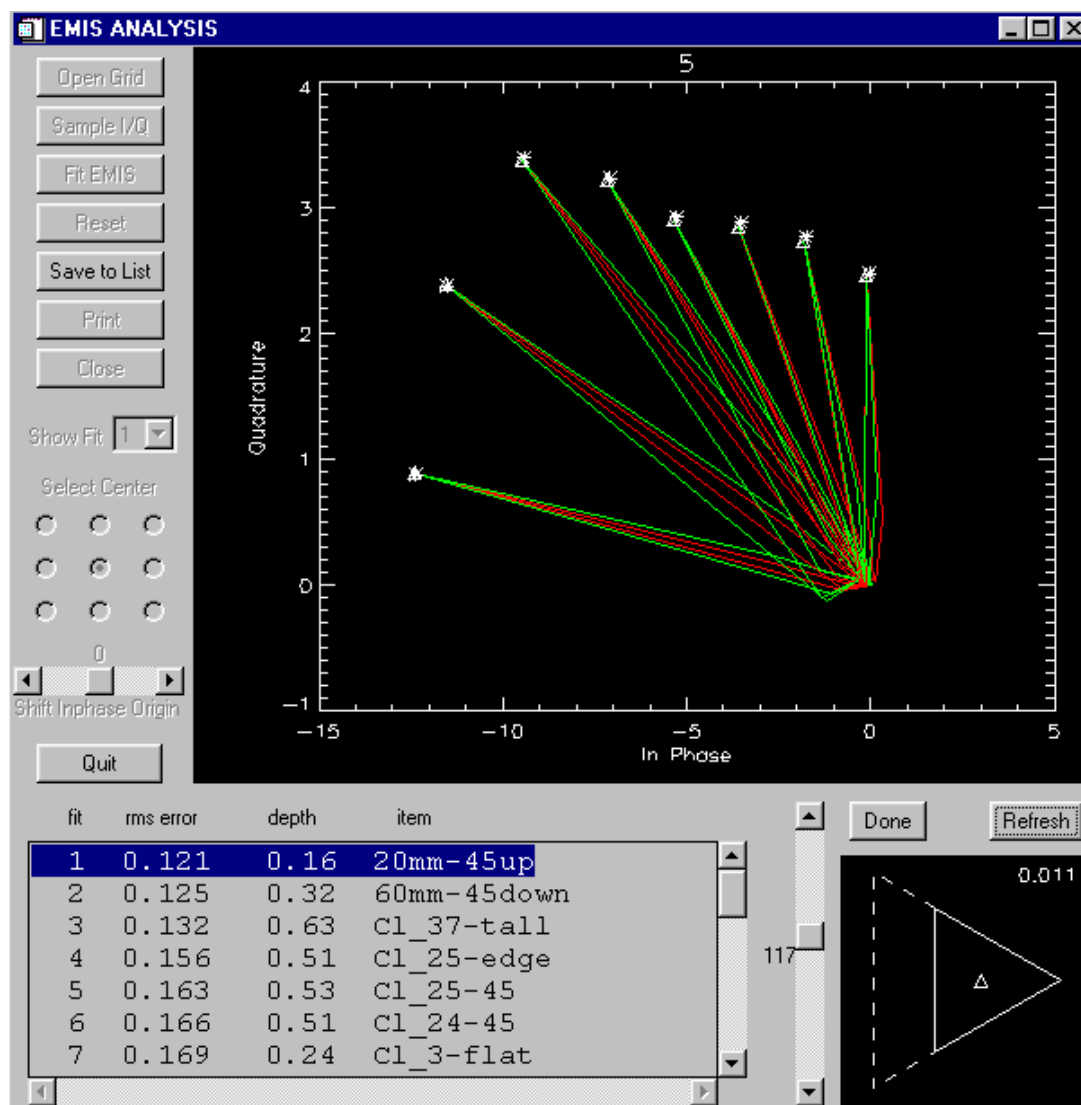 EMIS ANALYSIS
Open Grid
Sample I/Q
Fit EMIS
Reset
Save to List
Print
Close
Show Fit 1
Select Center
0
Shift Inphase Origin
Quit
5
4
3
2
1
0
−1
Quadrature
−15 −10 −5 0 5
In Phase
fit rms error depth item
1 0.121 0.16 20mm-45up
2 0.125 0.32 60mm-45down
3 0.132 0.63 Cl_37-tall
4 0.156 0.51 Cl_25-edge
5 0.163 0.53 Cl_25-45
6 0.166 0.51 Cl_24-45
7 0.169 0.24 Cl_3-flat
117
Done Refresh
0.011